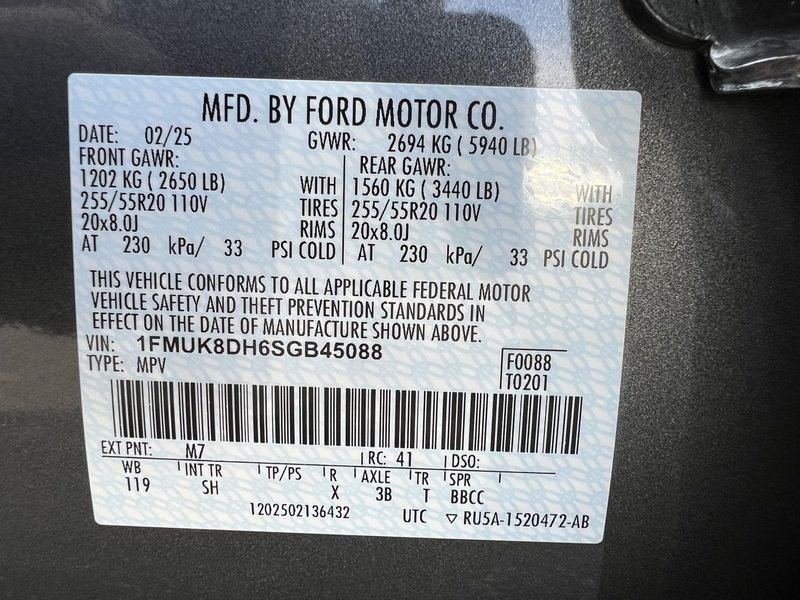 MFD. BY FORD MOTOR CO.
DATE: 02/25 GVWR: 2694 KG ( 5940 LB)
FRONT GAWR: REAR GAWR:
1202 KG ( 2650 LB) WITH 1560 KG ( 3440 LB) WITH
255/55R20 110V TIRES 255/55R20 110V TIRES
20x8.0J RIMS 20x8.0J RIMS
AT 230 kPa/ 33 PSI COLD AT 230 kPa/ 33 PSI COLD
THIS VEHICLE CONFORMS TO ALL APPLICABLE FEDERAL MOTOR
VEHICLE SAFETY AND THEFT PREVENTION STANDARDS IN
EFFECT ON THE DATE OF MANUFACTURE SHOWN ABOVE.
VIN: 1FMUK8DH6SGB45088 F0088
TYPE: MPV T0201
EXT PNT: M7 RC: 41 DSO:
WB INT TR TP/PS R AXLE TR SPR
119 SH X 3B T BBCC
1202502136432 UTC ▽ RU5A-1520472-AB